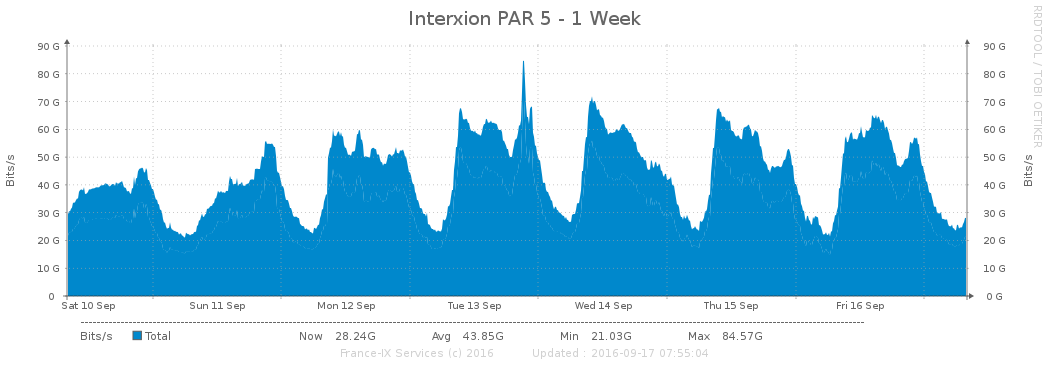 Interxion PAR 5 - 1 Week
RRDTOOL / TOBI OETIKER
90 G 90 G
80 G 80 G
70 G 70 G
60 G 60 G
50 G 50 G
40 G 40 G
30 G 30 G
20 G 20 G
10 G 10 G
0 0 G
Bits/s
Bits/s
Sat 10 Sep Sun 11 Sep Mon 12 Sep Tue 13 Sep Wed 14 Sep Thu 15 Sep Fri 16 Sep
Bits/s Total Now 28.24G Avg 43.85G Min 21.03G Max 84.57G
France-IX Services (c) 2016 Updated : 2016-09-17 07:55:04